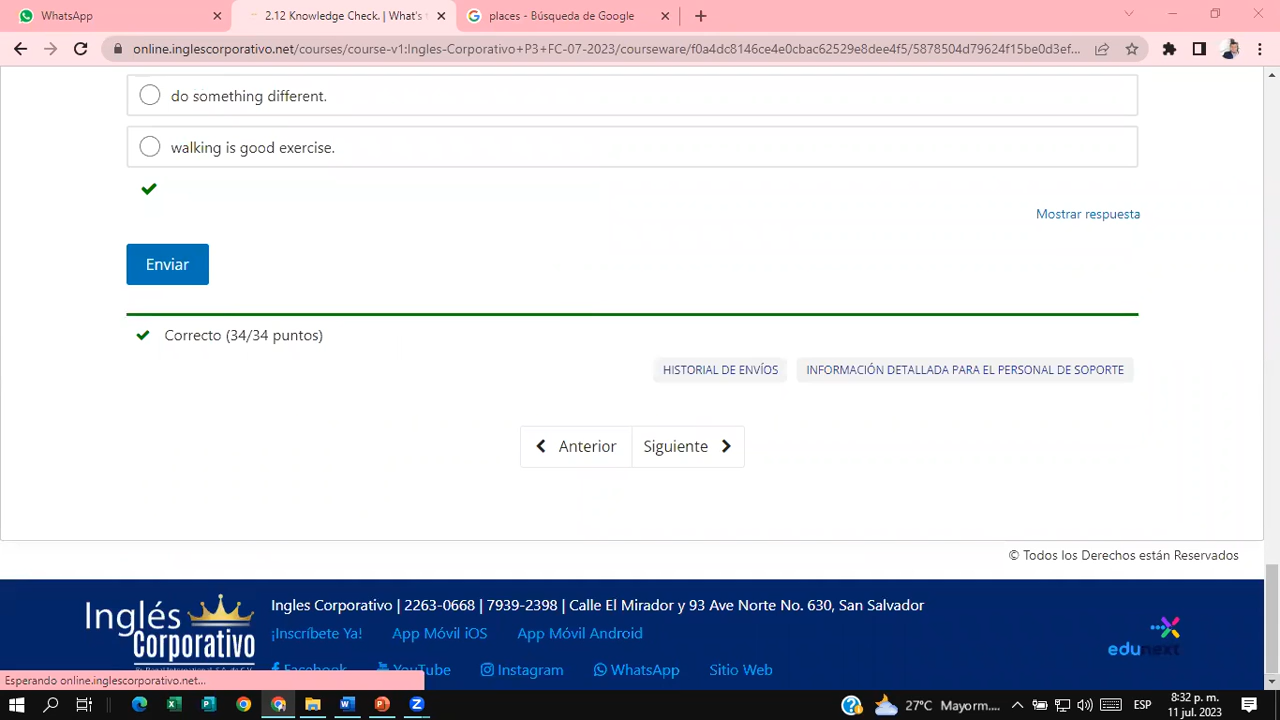 WhatsApp
2.12 Knowledge Check. | What's
places - Búsqueda de Google
online.inglescorporativo.net/courses/course-v1:Ingles-Corporativo+P3+FC-07-2023/courseware/f0a4dc8146ce4e0cbac62529e8dee4f5/5878504d79624f15be0d3ef...
do something different.
walking is good exercise.
Mostrar respuesta
Enviar
Correcto (34/34 puntos)
HISTORIAL DE ENVÍOS
INFORMACIÓN DETALLADA PARA EL PERSONAL DE SOPORTE
Anterior
Siguiente
© Todos los Derechos están Reservados
Inglés
Corporativo
Ingles Corporativo | 2263-0668 | 7939-2398 | Calle El Mirador y 93 Ave Norte No. 630, San Salvador
¡Inscríbete Ya!
App Móvil iOS
App Móvil Android
edunext
Facebook
YouTube
Instagram
WhatsApp
Sitio Web
Esperando online.inglescorporativo.net...
27°C Mayorm....
ESP
8:32 p. m.
11 jul. 2023